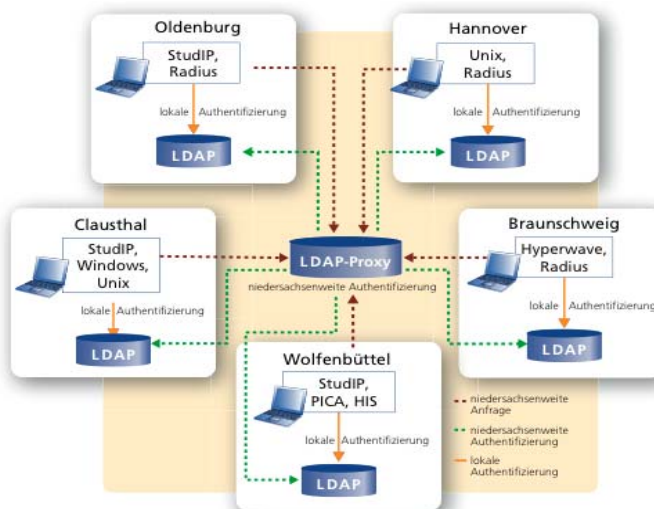 Oldenburg
StudIP,
Radius
lokale Authentifizierung
LDAP
Hannover
Unix,
Radius
lokale Authentifizierung
LDAP
Clausthal
StudIP,
Windows,
Unix
lokale Authentifizierung
LDAP
LDAP-Proxy
niedersachsenweite Authentifizierung
Braunschweig
Hyperwave,
Radius
lokale Authentifizierung
LDAP
Wolfenbüttel
StudIP,
PICA, HIS
lokale Authentifizierung
LDAP
niedersachsenweite
Anfrage
niedersachsenweite
Authentifizierung
lokale
Authentifizierung